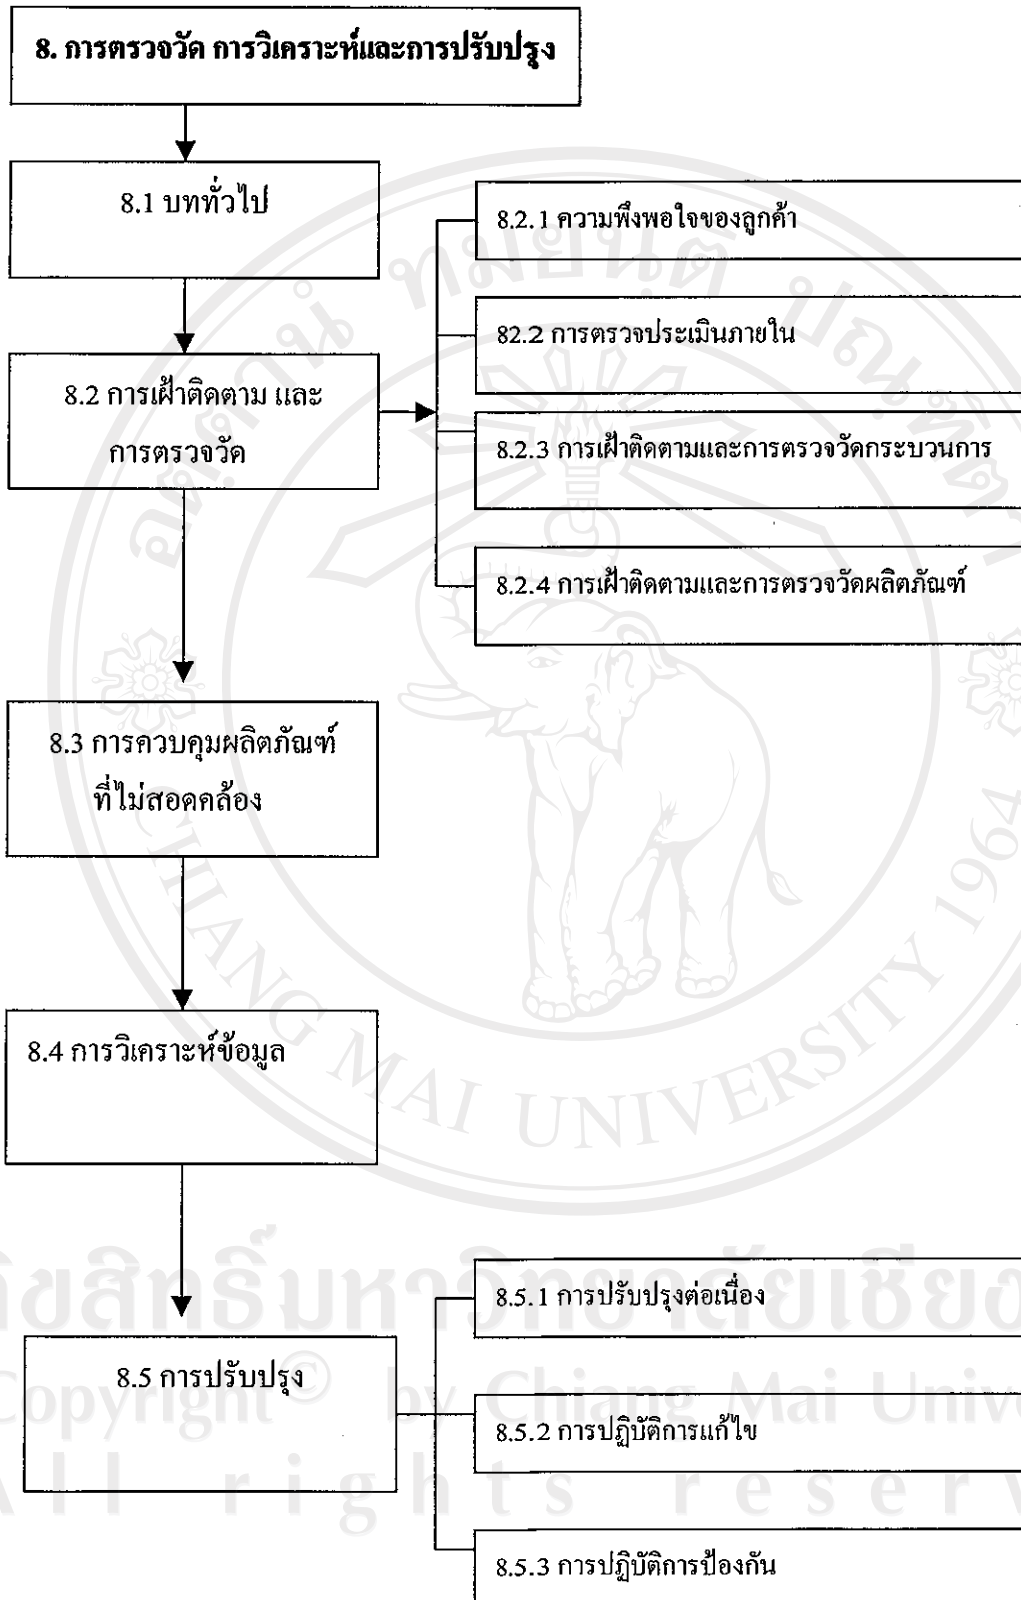 8. การตรวจวัด การวิเคราะห์และการปรับปรุง
8.1 บททั่วไป
8.2 การเฝ้าติดตาม และ
การตรวจวัด
8.2.1 ความพึงพอใจของลูกค้า
82.2 การตรวจประเมินภายใน
8.2.3 การเฝ้าติดตามและการตรวจวัดกระบวนการ
8.2.4 การเฝ้าติดตามและการตรวจวัดผลิตภัณฑ์
8.3 การควบคุมผลิตภัณฑ์
ที่ไม่สอดคล้อง
8.4 การวิเคราะห์ข้อมูล
8.5 การปรับปรุง
8.5.1 การปรับปรุงต่อเนื่อง
8.5.2 การปฏิบัติการแก้ไข
8.5.3 การปฏิบัติการป้องกัน
CHIANG MAI UNIVERSITY 1964
Copyright © by Chiang Mai
All rights